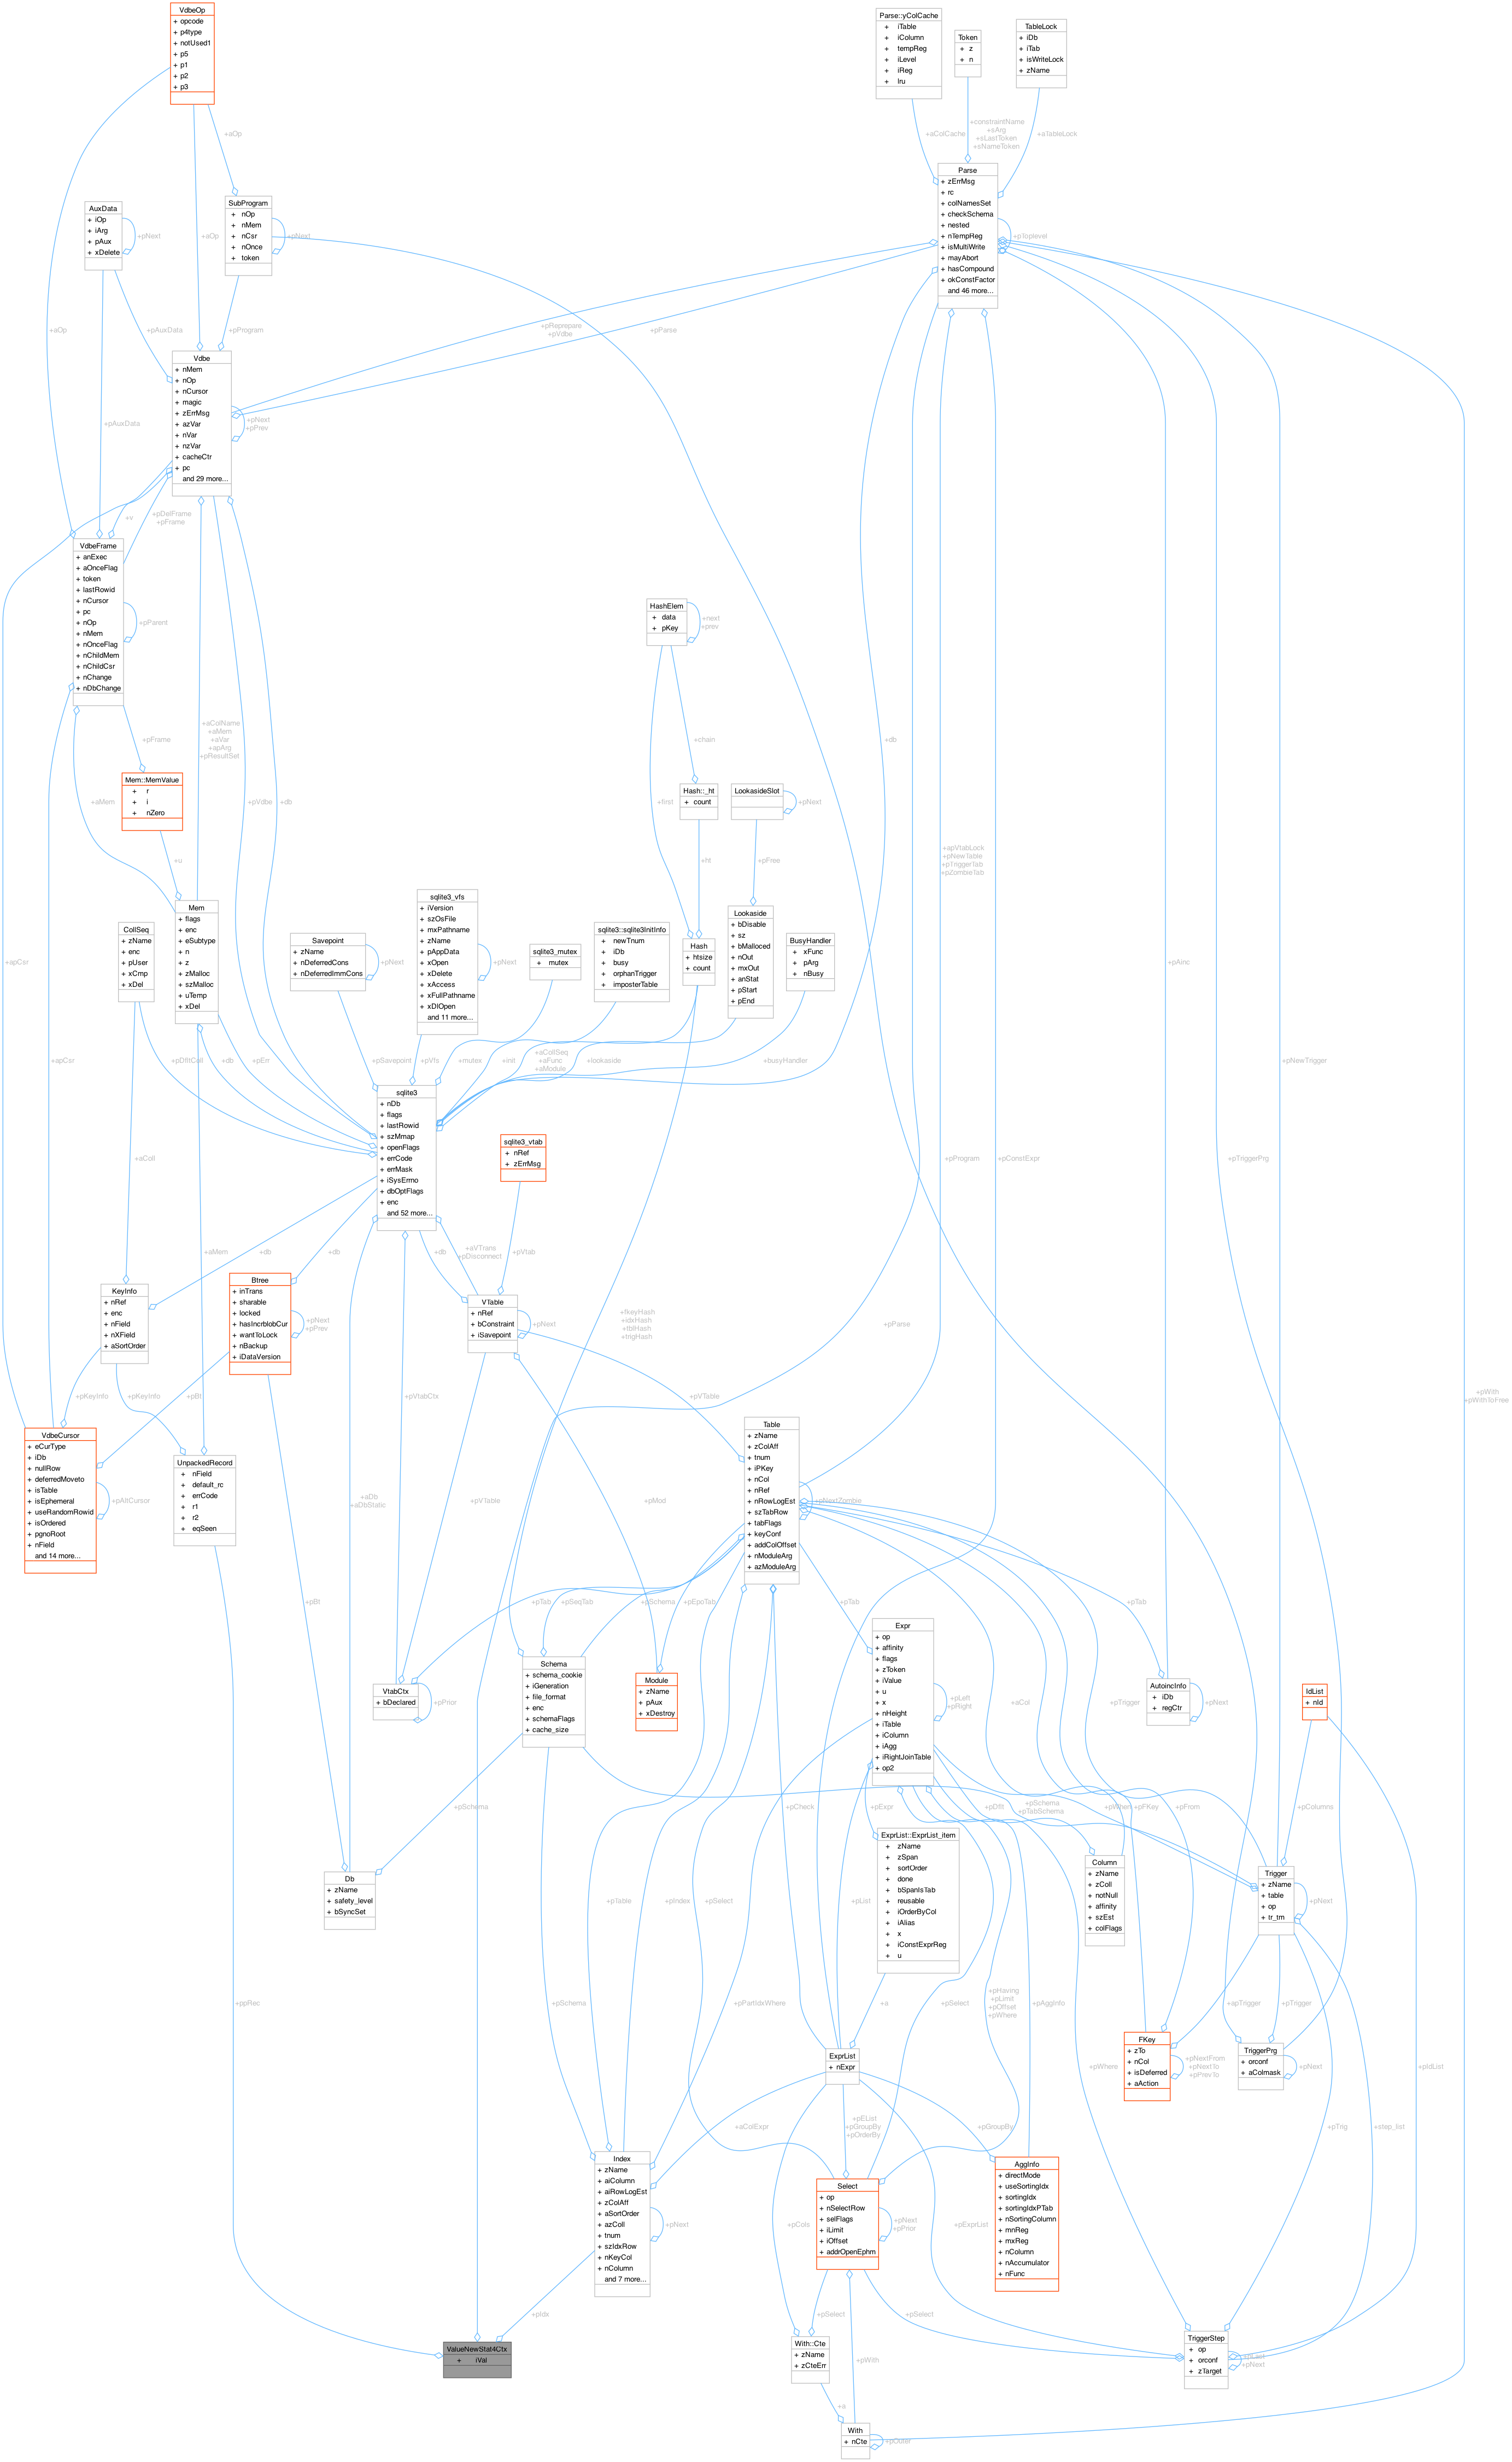 VdbeOp
+ opcode
+ p4type
+ notUsed1
+ p5
+ p1
+ p2
+ p3
Parse::yColCache
+ iTable
+ iColumn
+ tempReg
+ iLevel
+ iReg
+ lru
Token
+ z
+ n
TableLock
+ iDb
+ iTab
+ isWriteLock
+ zName
+aOp
+aColCache
+constraintName
+sArg
+sLastToken
+sNameToken
+aTableLock
Parse
+ zErrMsg
+ rc
+ colNamesSet
+ checkSchema
+ nested
+ nTempReg
+ isMultiWrite
+ mayAbort
+ hasCompound
+ okConstFactor
and 46 more...
+pToplevel
AuxData
+ iOp
+ iArg
+ pAux
+ xDelete
+pNext
SubProgram
+ nOp
+ nMem
+ nCsr
+ nOnce
+ token
+pNext
+aOp
+aOp
+pAuxData
+pProgram
+pReprepare
+pVdbe
+pParse
Vdbe
+ nMem
+ nOp
+ nCursor
+ magic
+ zErrMsg
+ azVar
+ nVar
+ nzVar
+ cacheCtr
+ pc
and 29 more...
+pNext
+pPrev
+pAuxData
+v
+pDelFrame
+pFrame
VdbeFrame
+ anExec
+ aOnceFlag
+ token
+ lastRowid
+ nCursor
+ pc
+ nOp
+ nMem
+ nOnceFlag
+ nChildMem
+ nChildCsr
+ nChange
+ nDbChange
+pParent
HashElem
+ data
+ pKey
+next
+prev
+pFrame
+aColName
+aMem
+aVar
+apArg
+pResultSet
+db
+chain
Mem::MemValue
+ r
+ i
+ nZero
+aMem
+pVdbe
+db
+first
Hash::_ht
+ count
LookasideSlot
+pNext
+u
+ht
+pFree
+apVtabLock
+pNewTable
+pTriggerTab
+pZombieTab
Mem
+ flags
+ enc
+ eSubtype
+ n
+ z
+ zMalloc
+ szMalloc
+ uTemp
+ xDel
CollSeq
+ zName
+ enc
+ pUser
+ xCmp
+ xDel
Savepoint
+ zName
+ nDeferredCons
+ nDeferredImmCons
+pNext
sqlite3_vfs
+ iVersion
+ szOsFile
+ mxPathname
+ zName
+ pAppData
+ xOpen
+ xDelete
+ xAccess
+ xFullPathname
+ xDlOpen
and 11 more...
+pNext
sqlite3_mutex
+ mutex
sqlite3::sqlite3InitInfo
+ newTnum
+ iDb
+ busy
+ orphanTrigger
+ imposterTable
Hash
+ htsize
+ count
Lookaside
+ bDisable
+ sz
+ bMalloced
+ nOut
+ mxOut
+ anStat
+ pStart
+ pEnd
BusyHandler
+ xFunc
+ pArg
+ nBusy
+apCsr
+pAinc
+apCsr
+pDfltColl
+db
+pErr
+pSavepoint
+pVfs
+mutex
+init
+aCollSeq
+aFunc
+aModule
+lookaside
+busyHandler
+pNewTrigger
sqlite3
+ nDb
+ flags
+ lastRowid
+ szMmap
+ openFlags
+ errCode
+ errMask
+ iSysErrno
+ dbOptFlags
+ enc
and 52 more...
sqlite3_vtab
+ nRef
+ zErrMsg
+aColl
+pProgram
+pConstExpr
+pTriggerPrg
+aMem
+db
+db
+db
+aVTrans
+pDisconnect
+pVtab
KeyInfo
+ nRef
+ enc
+ nField
+ nXField
+ aSortOrder
Btree
+ inTrans
+ sharable
+ locked
+ hasIncrblobCur
+ wantToLock
+ nBackup
+ iDataVersion
+pNext
+pPrev
VTable
+ nRef
+ bConstraint
+ iSavepoint
+pNext
+fkeyHash
+idxHash
+tblHash
+trigHash
+pParse
+pKeyInfo
+pKeyInfo
+pBt
+pVtabCtx
+pVTable
+pWith
+pWithToFree
VdbeCursor
+ eCurType
+ iDb
+ nullRow
+ deferredMoveto
+ isTable
+ isEphemeral
+ useRandomRowid
+ isOrdered
+ pgnoRoot
+ nField
and 14 more...
+pAltCursor
UnpackedRecord
+ nField
+ default_rc
+ errCode
+ r1
+ r2
+ eqSeen
Table
+ zName
+ zColAff
+ tnum
+ iPKey
+ nCol
+ nRef
+ nRowLogEst
+ szTabRow
+ tabFlags
+ keyConf
+ addColOffset
+ nModuleArg
+ azModuleArg
+pNextZombie
+aDb
+aDbStatic
+pVTable
+pMod
+pBt
+pTab
+pSeqTab
+pSchema
+pEpoTab
+pTab
+pTab
Expr
+ op
+ affinity
+ flags
+ zToken
+ iValue
+ u
+ x
+ nHeight
+ iTable
+ iColumn
+ iAgg
+ iRightJoinTable
+ op2
+pLeft
+pRight
VtabCtx
+ bDeclared
+pPrior
Schema
+ schema_cookie
+ iGeneration
+ file_format
+ enc
+ schemaFlags
+ cache_size
Module
+ zName
+ pAux
+ xDestroy
+aCol
+pTrigger
AutoincInfo
+ iDb
+ regCtr
+pNext
IdList
+ nId
+pSchema
+pCheck
+pExpr
+pDflt
+pSchema
+pTabSchema
+pWhen
+pFKey
+pFrom
+pColumns
Db
+ zName
+ safety_level
+ bSyncSet
+pTable
+pIndex
+pSelect
+pList
ExprList::ExprList_item
+ zName
+ zSpan
+ sortOrder
+ done
+ bSpanIsTab
+ reusable
+ iOrderByCol
+ iAlias
+ x
+ iConstExprReg
+ u
Column
+ zName
+ zColl
+ notNull
+ affinity
+ szEst
+ colFlags
Trigger
+ zName
+ table
+ op
+ tr_tm
+pNext
+ppRec
+pSchema
+pPartIdxWhere
+a
+pSelect
+pHaving
+pLimit
+pOffset
+pWhere
+pAggInfo
+apTrigger
+pTrigger
ExprList
+ nExpr
FKey
+ zTo
+ nCol
+ isDeferred
+ aAction
+pNextFrom
+pNextTo
+pPrevTo
TriggerPrg
+ orconf
+ aColmask
+pNext
+pWhere
+pIdList
+aColExpr
+pEList
+pGroupBy
+pOrderBy
+pGroupBy
+pTrig
+step_list
Index
+ zName
+ aiColumn
+ aiRowLogEst
+ zColAff
+ aSortOrder
+ azColl
+ tnum
+ szIdxRow
+ nKeyCol
+ nColumn
and 7 more...
+pNext
Select
+ op
+ nSelectRow
+ selFlags
+ iLimit
+ iOffset
+ addrOpenEphm
+pNext
+pPrior
AggInfo
+ directMode
+ useSortingIdx
+ sortingIdx
+ sortingIdxPTab
+ nSortingColumn
+ mnReg
+ mxReg
+ nColumn
+ nAccumulator
+ nFunc
+pCols
+pExprList
+pIdx
+pSelect
+pSelect
ValueNewStat4Ctx
+ iVal
With::Cte
+ zName
+ zCteErr
+pWith
TriggerStep
+ op
+ orconf
+ zTarget
+pLast
+pNext
+a
With
+ nCte
+pOuter